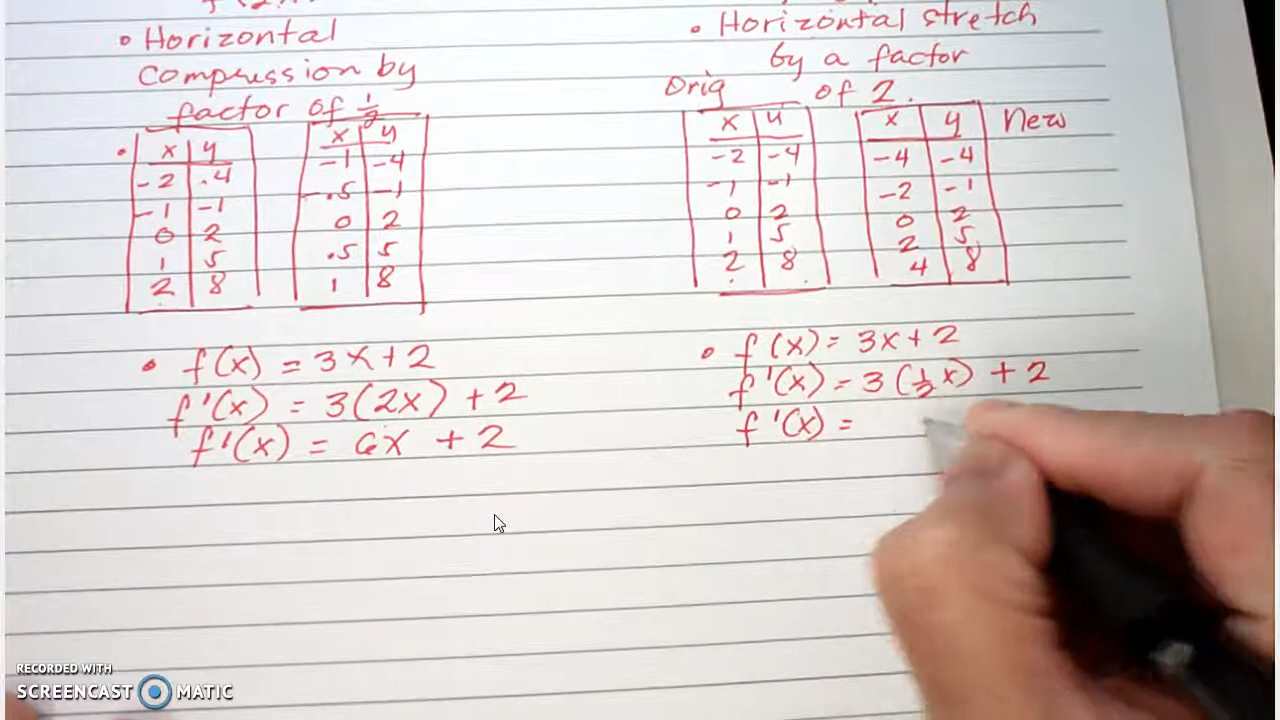 • Horizontal
Compression by
factor of 1/2
x y
-2 -4
-1 -1
0 2
1 5
2 8
x y
-1 -4
-.5 -1
0 2
.5 5
1 8
• f(x) = 3x+2
f'(x) = 3(2x) +2
f'(x) = 6x + 2
• Horizontal stretch
by a factor
of 2.
Orig
x y
-2 -4
-1 -1
0 2
1 5
2 8
x y New
-4 -4
-2 -1
0 2
2 5
4 8
• f(x) = 3x+2
f'(x) = 3(1/2x) + 2
f'(x) =
RECORDED WITH
SCREENCAST MATIC